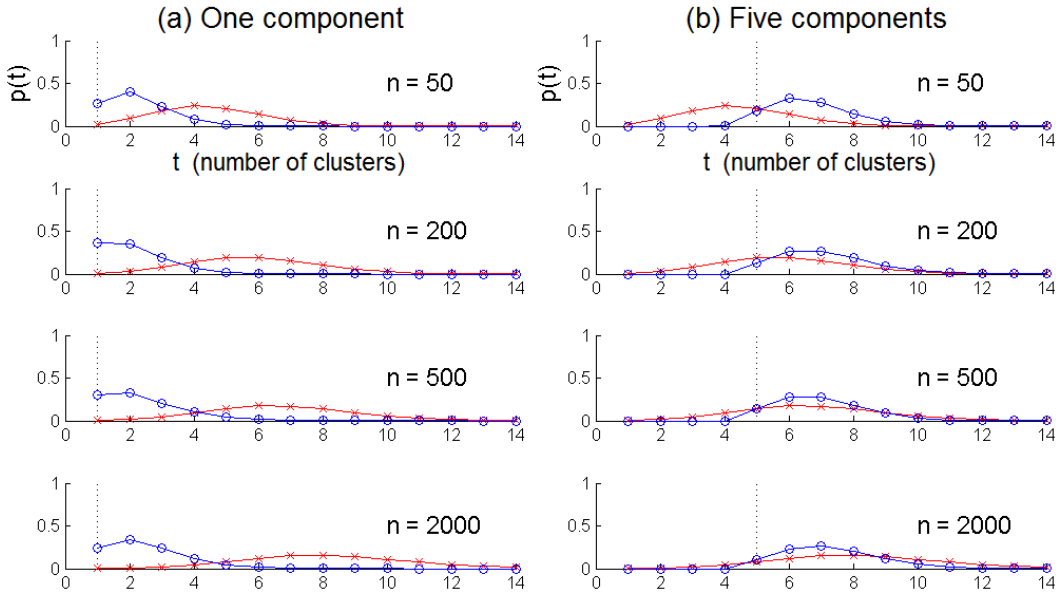 (a) One component
(b) Five components
p(t)
1
0.5
0
n = 50
0 2 4 6 8 10 12 14
t (number of clusters)
p(t)
1
0.5
0
n = 50
0 2 4 6 8 10 12 14
t (number of clusters)
1
0.5
0
n = 200
0 2 4 6 8 10 12 14
1
0.5
0
n = 200
0 2 4 6 8 10 12 14
1
0.5
0
n = 500
0 2 4 6 8 10 12 14
1
0.5
0
n = 500
0 2 4 6 8 10 12 14
1
0.5
0
n = 2000
0 2 4 6 8 10 12 14
1
0.5
0
n = 2000
0 2 4 6 8 10 12 14